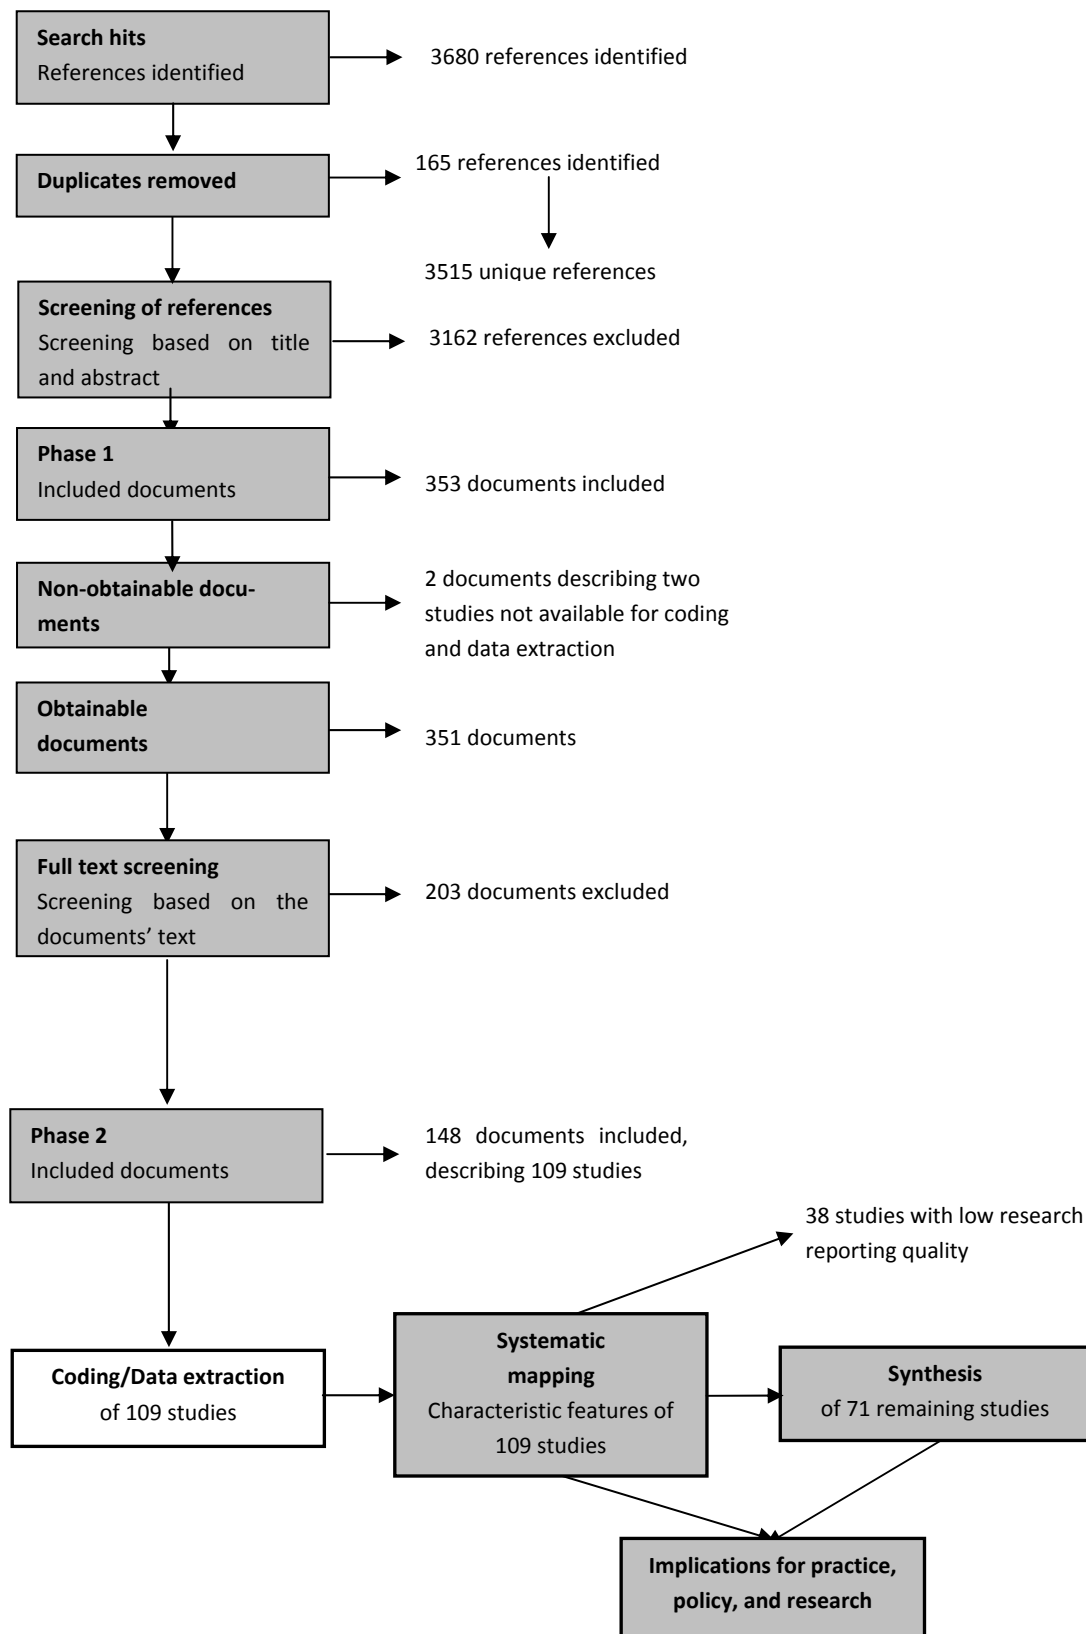 Search hits
References identified
3680 references identified
Duplicates removed
165 references identified
3515 unique references
Screening of references
Screening based on title
and abstract
3162 references excluded
Phase 1
Included documents
353 documents included
Non-obtainable docu-
ments
2 documents describing two
studies not available for coding
and data extraction
Obtainable
documents
351 documents
Full text screening
Screening based on the
documents’ text
203 documents excluded
Phase 2
Included documents
148 documents included,
describing 109 studies
38 studies with low research
reporting quality
Coding/Data extraction
of 109 studies
Systematic
mapping
Characteristic features of
109 studies
Synthesis
of 71 remaining studies
Implications for practice,
policy, and research